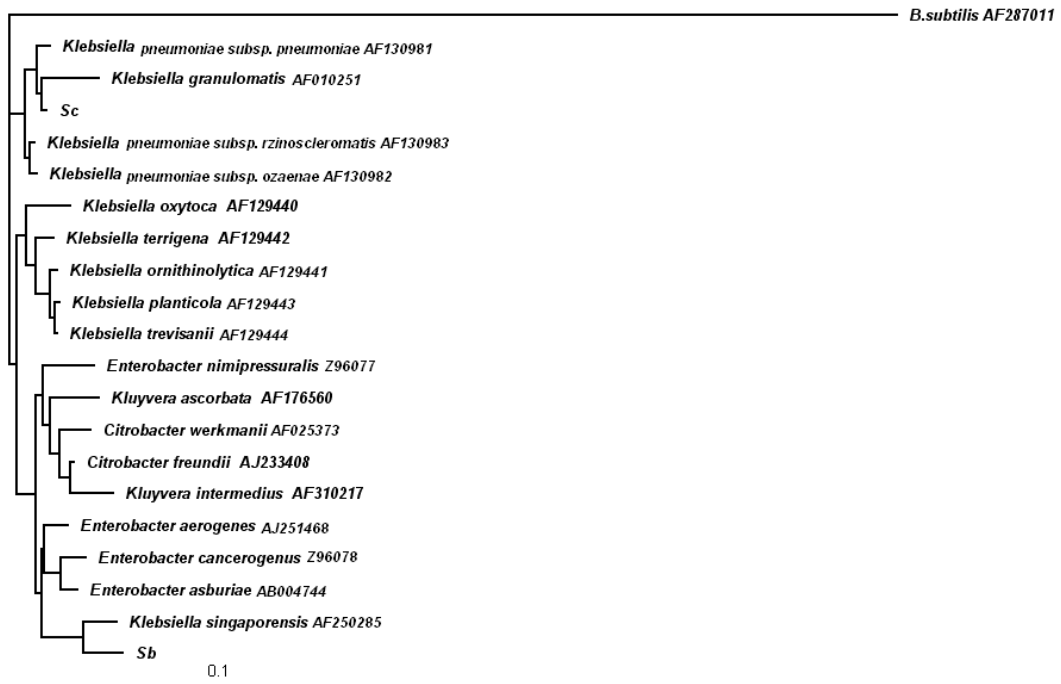 B.subtilis AF287011
Klebsiella pneumoniae subsp. pneumoniae AF130981
Klebsiella granulomatis AF010251
Sc
Klebsiella pneumoniae subsp. rzinoscleromatis AF130983
Klebsiella pneumoniae subsp. ozaenae AF130982
Klebsiella oxytoca AF129440
Klebsiella terrigena AF129442
Klebsiella ornithinolytica AF129441
Klebsiella planticola AF129443
Klebsiella trevisanii AF129444
Enterobacter nimipressuralis Z96077
Kluyvera ascorbata AF176560
Citrobacter werkmanii AF025373
Citrobacter freundii AJ233408
Kluyvera intermedius AF310217
Enterobacter aerogenes AJ251468
Enterobacter cancerogenus Z96078
Enterobacter asburiae AB004744
Klebsiella singaporensis AF250285
Sb
0.1